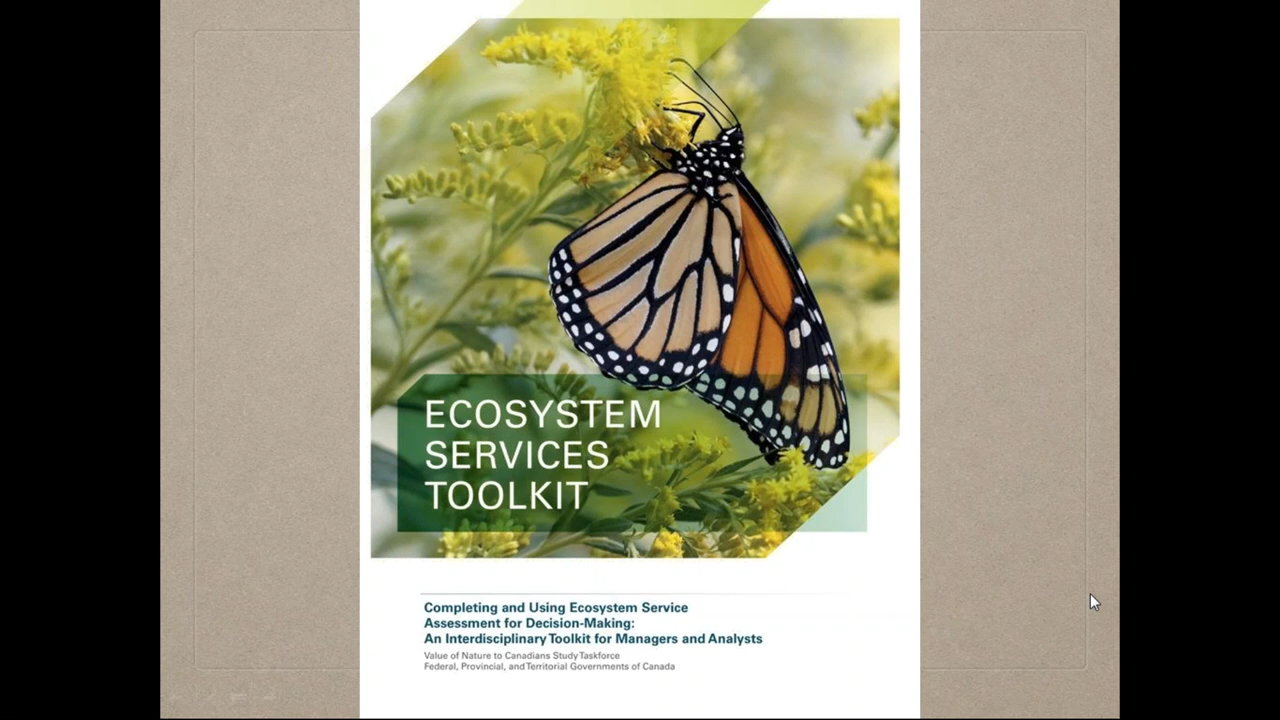 ECOSYSTEM
SERVICES
TOOLKIT
Completing and Using Ecosystem Service
Assessment for Decision-Making:
An Interdisciplinary Toolkit for Managers and Analysts
Value of Nature to Canadians Study Taskforce
Federal, Provincial, and Territorial Governments of Canada